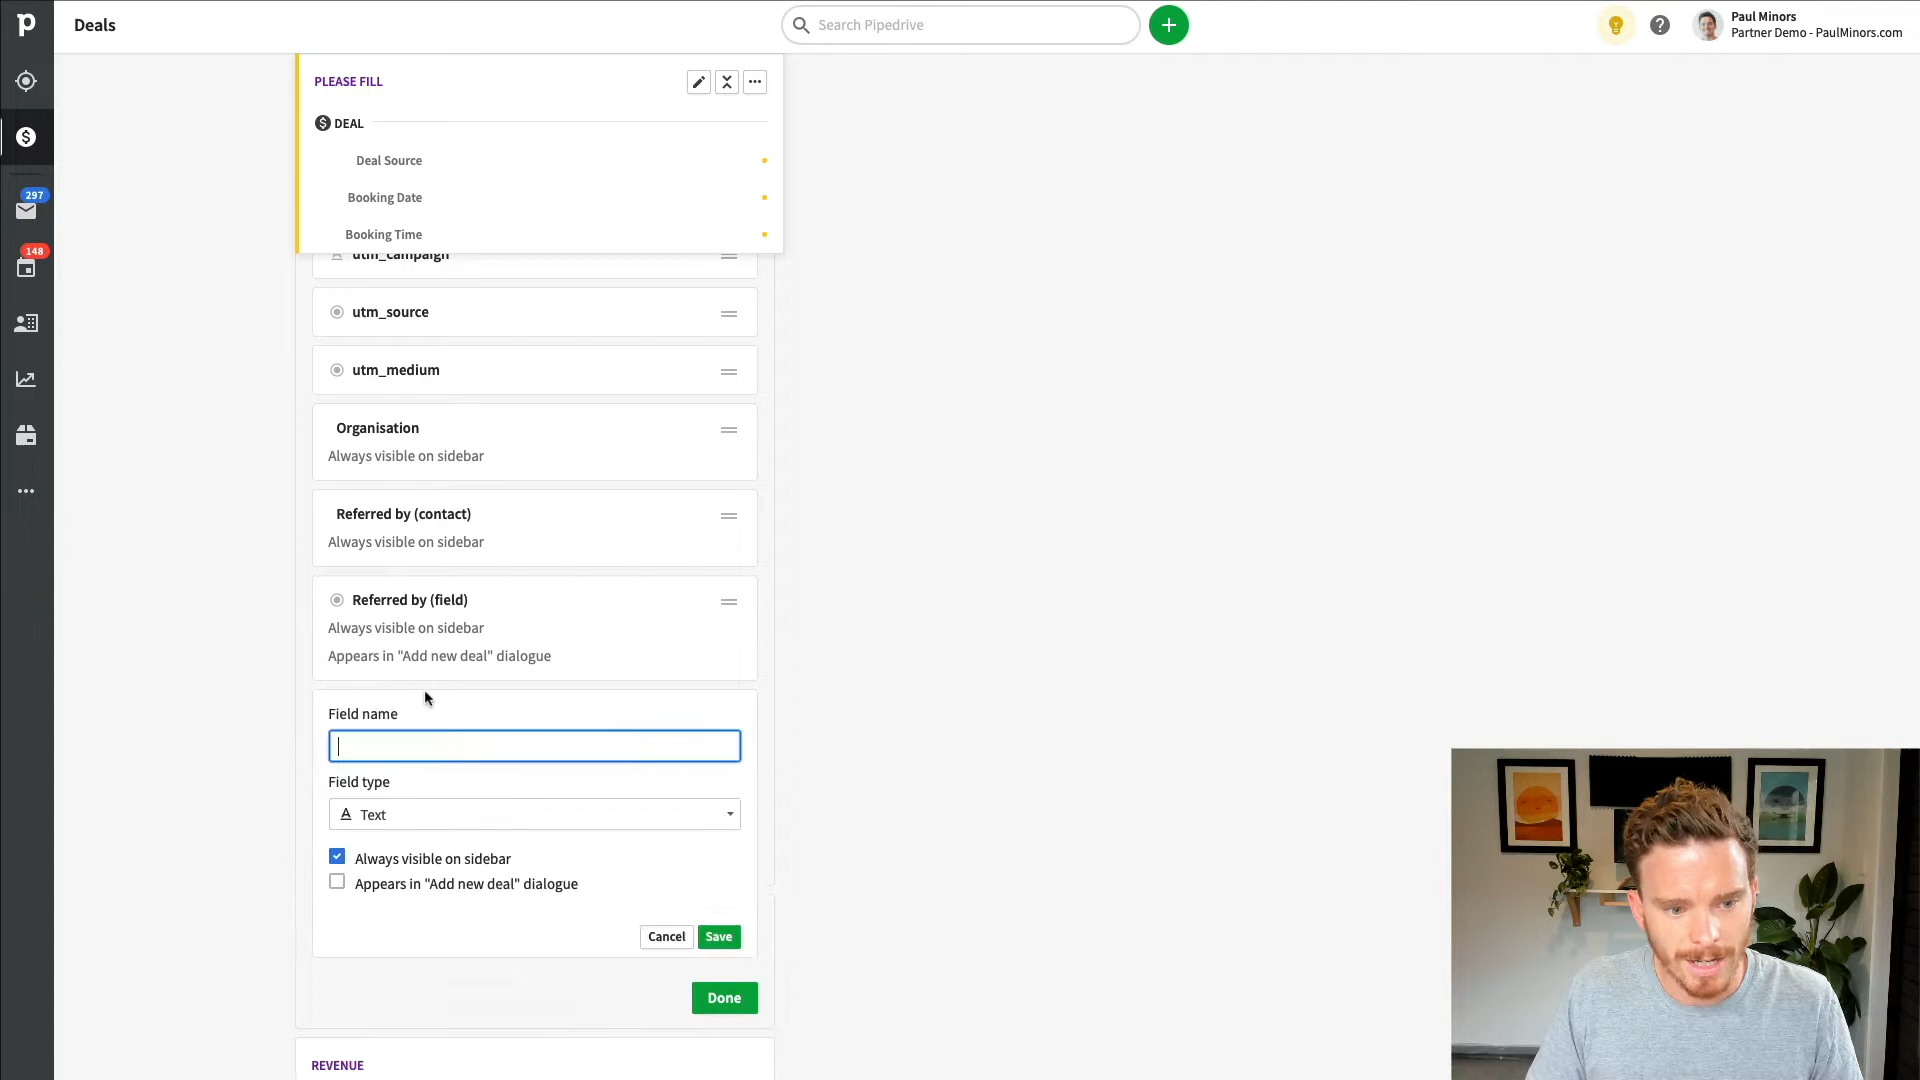 p
Deals
Search Pipedrive
Paul Minors
Partner Demo - PaulMinors.com
297
148
PLEASE FILL
DEAL
Deal Source
Booking Date
Booking Time
utm_campaign
utm_source
utm_medium
Organisation
Always visible on sidebar
Referred by (contact)
Always visible on sidebar
Referred by (field)
Always visible on sidebar
Appears in "Add new deal" dialogue
Field name
Field type
A Text
Always visible on sidebar
Appears in "Add new deal" dialogue
Cancel Save
Done
REVENUE